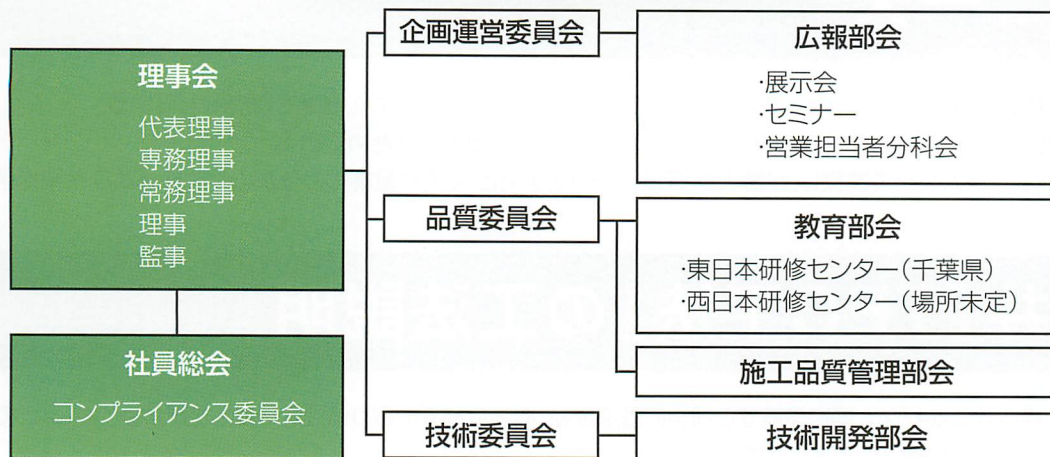 理事会
代表理事
専務理事
常務理事
理事
監事
社員総会
コンプライアンス委員会
企画運営委員会
広報部会
・展示会
・セミナー
・営業担当者分科会
品質委員会
教育部会
・東日本研修センター(千葉県)
・西日本研修センター(場所未定)
施工品質管理部会
技術委員会
技術開発部会